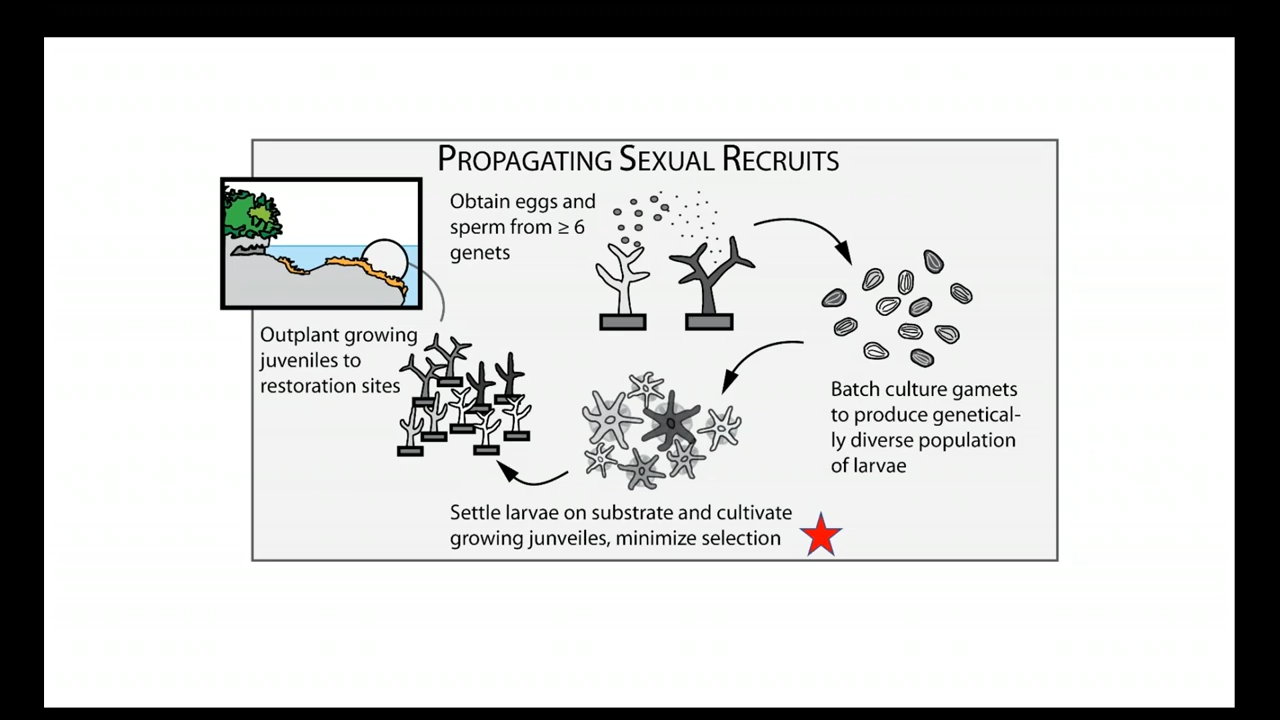 PROPAGATING SEXUAL RECRUITS
Obtain eggs and
sperm from ≥ 6
genets
Batch culture gamets
to produce genetical-
ly diverse population
of larvae
Settle larvae on substrate and cultivate
growing junveiles, minimize selection
Outplant growing
juveniles to
restoration sites